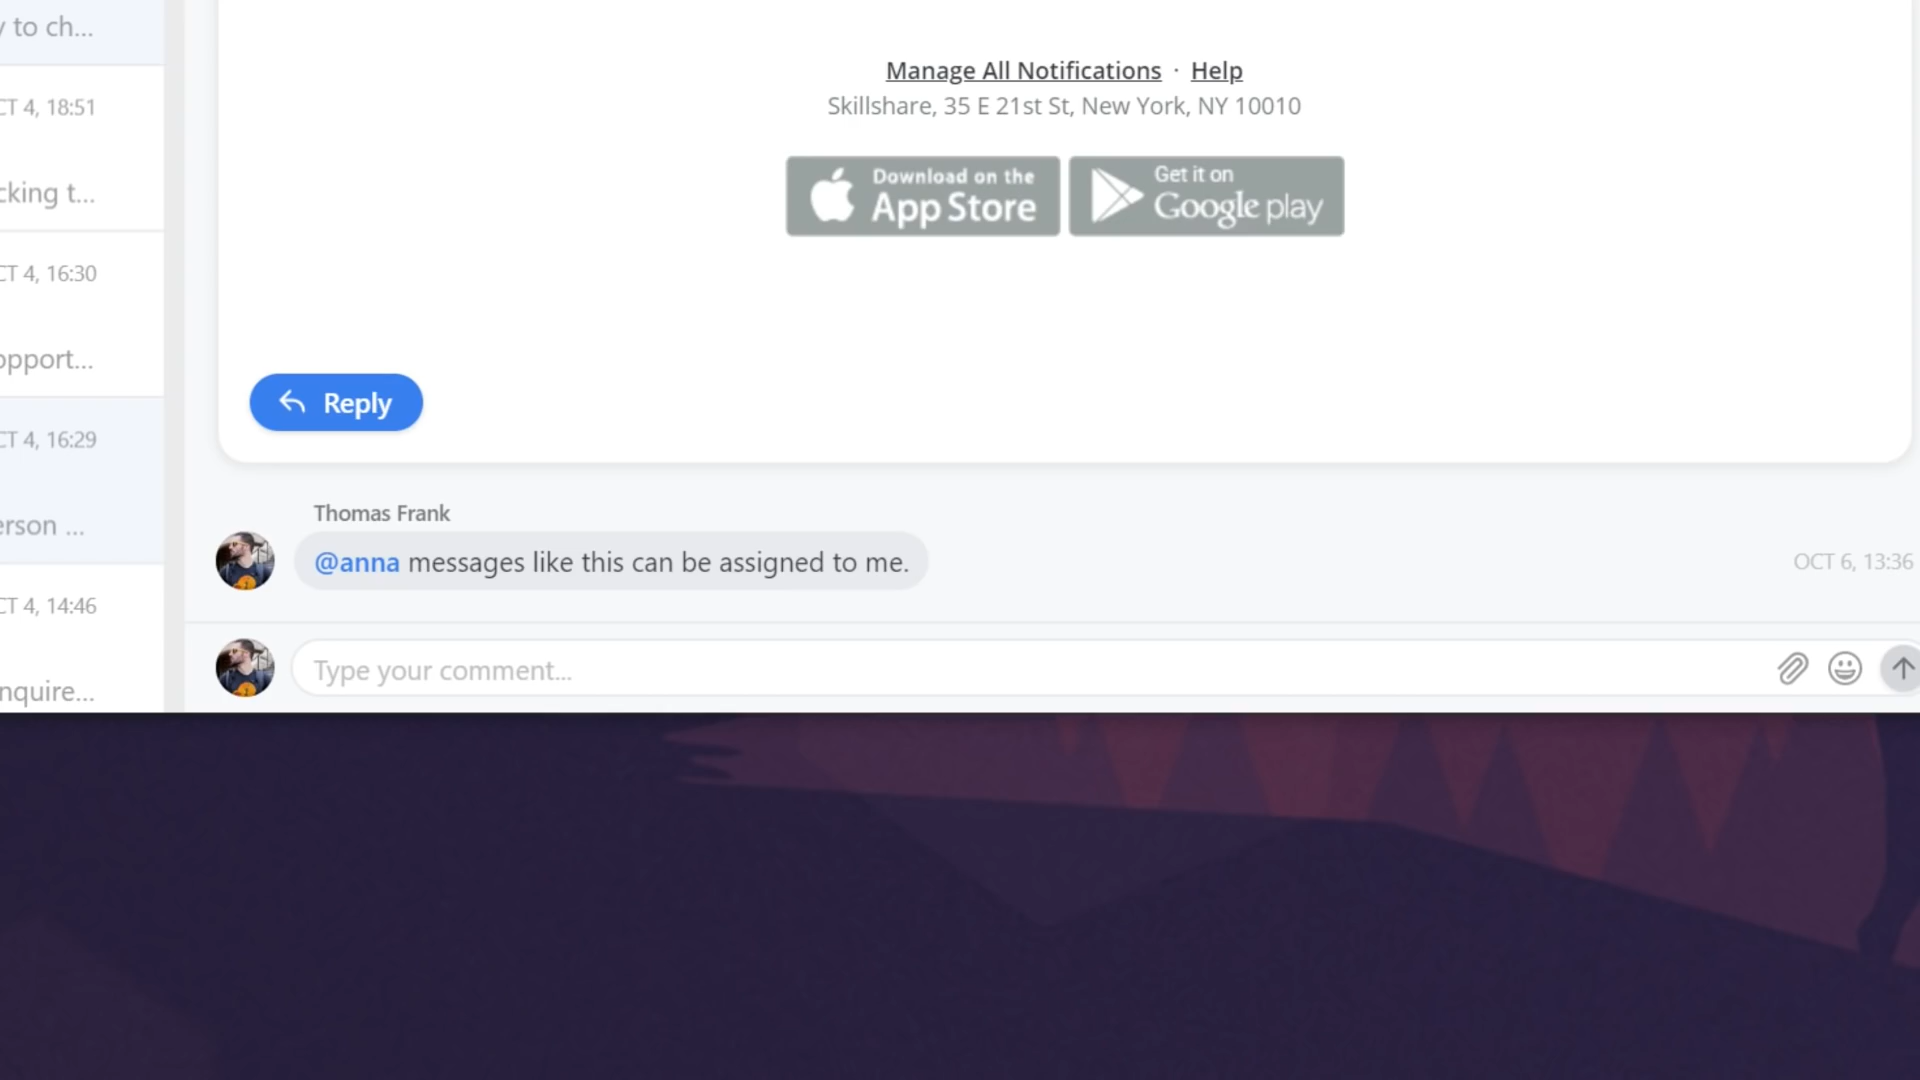 to ch...
CT 4, 18:51
cking t...
CT 4, 16:30
pport...
CT 4, 16:29
erson ...
CT 4, 14:46
nquire...
Manage All Notifications · Help
Skillshare, 35 E 21st St, New York, NY 10010
Download on the
App Store
Get it on
Google play
Reply
Thomas Frank
@anna messages like this can be assigned to me.
OCT 6, 13:36
Type your comment...